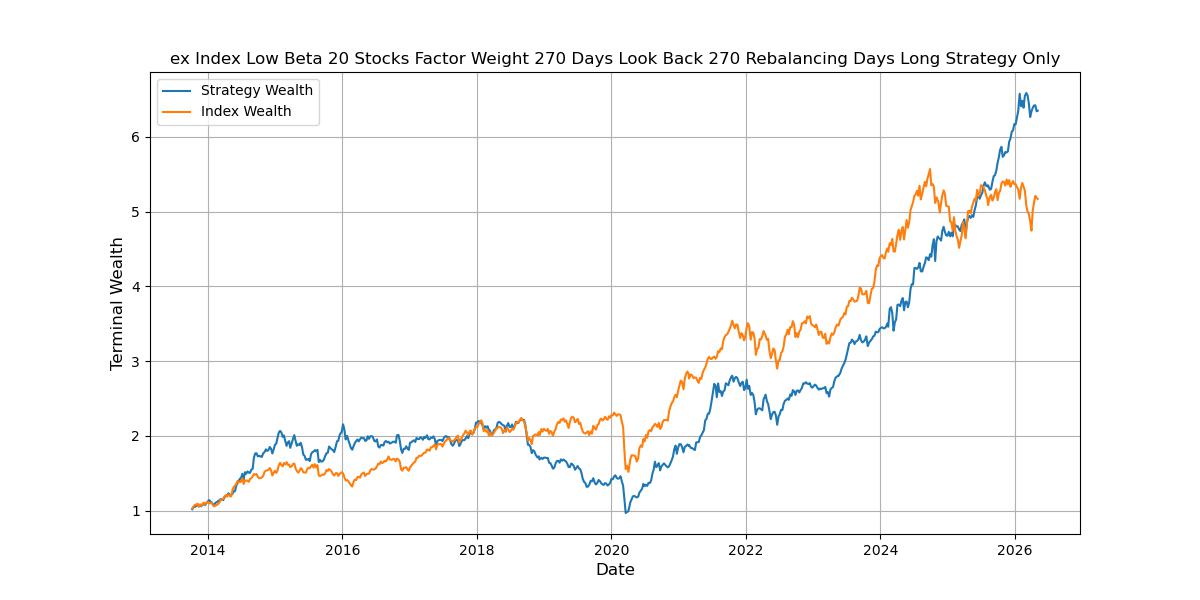 ex Index Low Beta 20 Stocks Factor Weight 270 Days Look Back 270 Rebalancing Days Long Strategy Only
Strategy Wealth
Index Wealth
6
5
4
3
2
1
Terminal Wealth
2014 2016 2018 2020 2022 2024 2026
Date